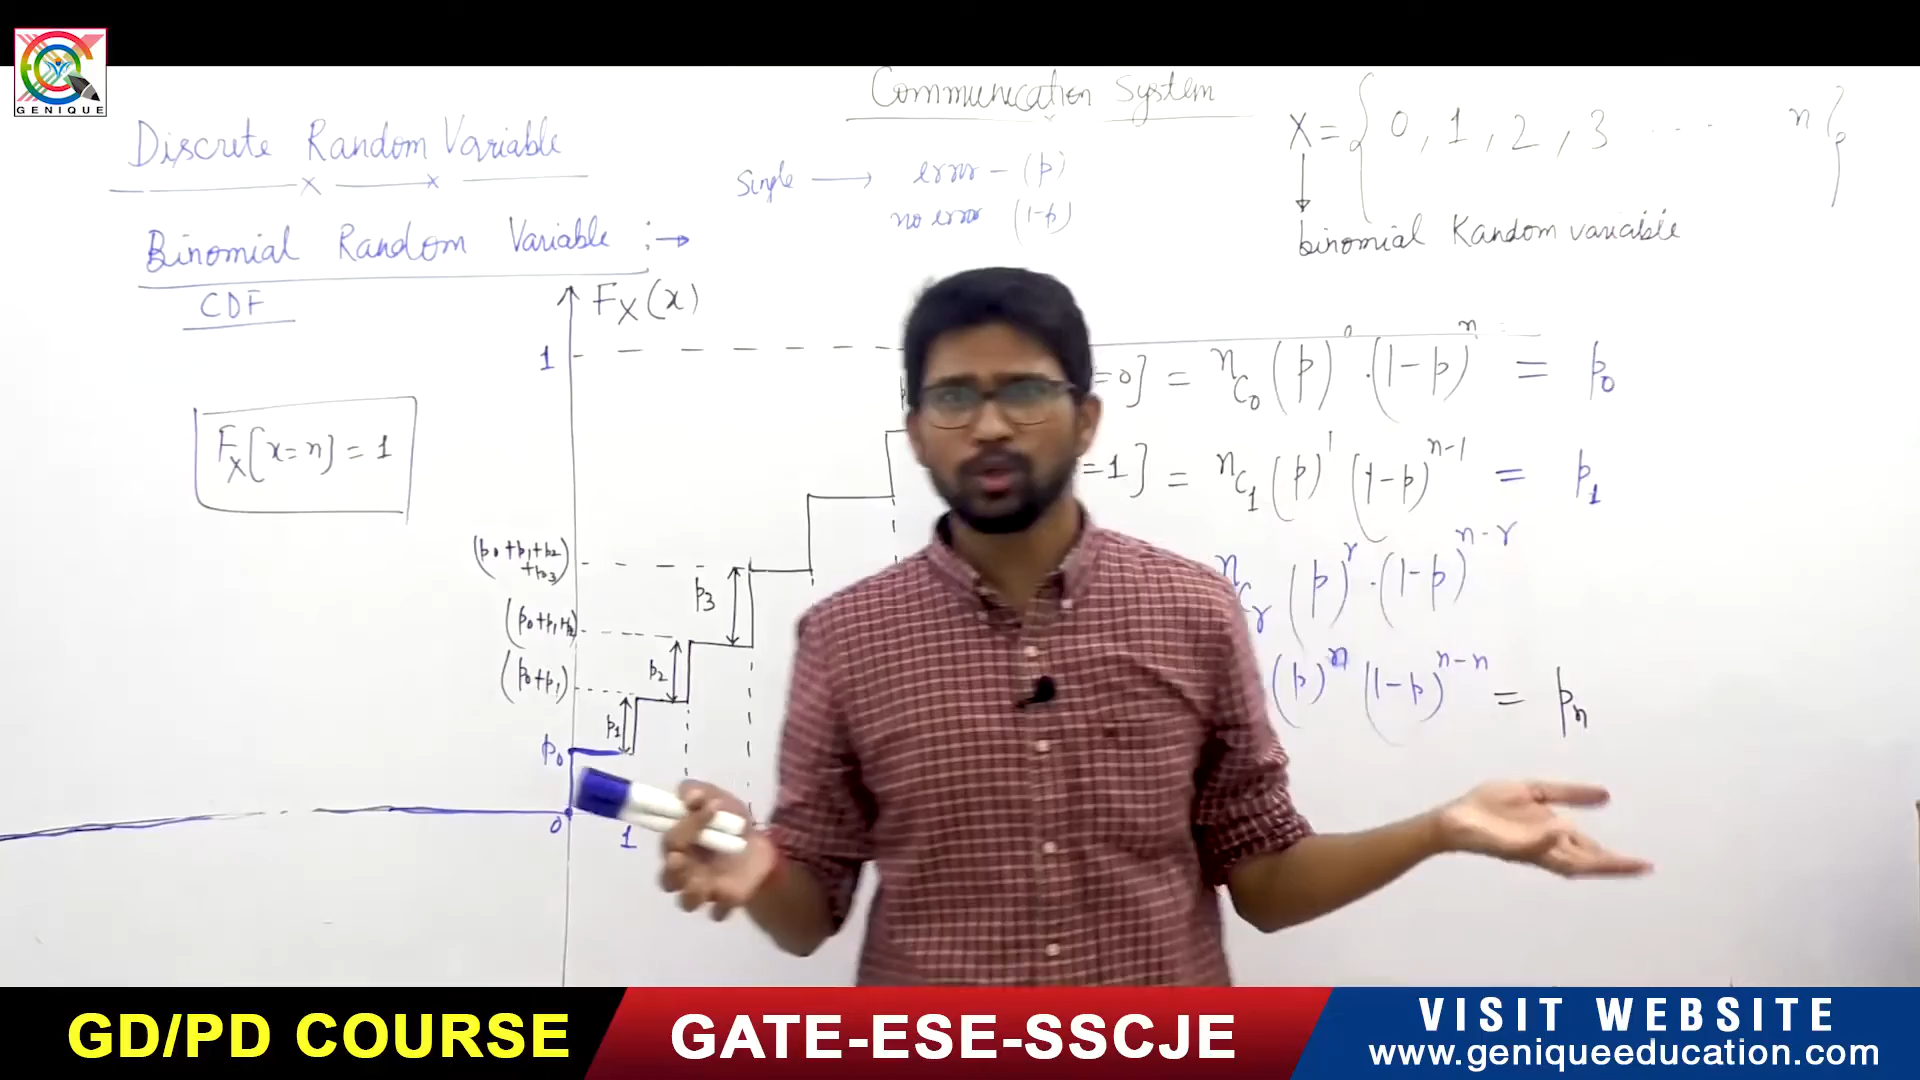 GENIQUE
Communication System
Discrete Random Variable
X = { 0, 1, 2, 3 ..... n }
Single → error - (p)
no error (1-p)
binomial Random variable
Binomial Random Variable :→
CDF
F_X(x)
1
F_X[x=n] = 1
=0] = ⁿC₀ (p)⁰ · (1-p)ⁿ = p₀
=1] = ⁿC₁ (p)¹ (1-p)ⁿ⁻¹ = p₁
ⁿC_r (p)^r · (1-p)^(n-r)
(p)ⁿ (1-p)ⁿ⁻ⁿ = pₙ
(p₀+p₁+p₂
+p₃)
p₃
(p₀+p₁+p₂)
(p₀+p₁)
p₂
p₁
p₀
0
1
GD/PD COURSE
GATE-ESE-SSCJE
VISIT WEBSITE
www.geniqueeducation.com